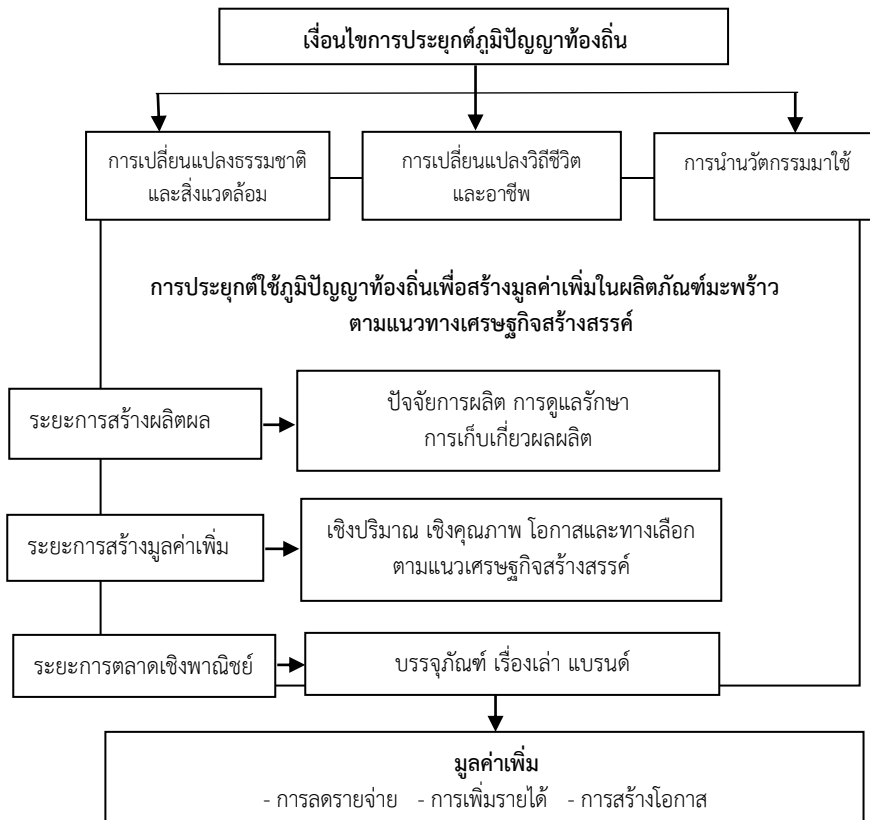 เงื่อนไขการประยุกต์ภูมิปัญญาท้องถิ่น
การเปลี่ยนแปลงธรรมชาติ
และสิ่งแวดล้อม
การเปลี่ยนแปลงวิถีชีวิต
และอาชีพ
การนำนวัตกรรมมาใช้
การประยุกต์ใช้ภูมิปัญญาท้องถิ่นเพื่อสร้างมูลค่าเพิ่มในผลิตภัณฑ์มะพร้าว
ตามแนวทางเศรษฐกิจสร้างสรรค์
ระยะการสร้างผลิตผล
ปัจจัยการผลิต การดูแลรักษา
การเก็บเกี่ยวผลผลิต
ระยะการสร้างมูลค่าเพิ่ม
เชิงปริมาณ เชิงคุณภาพ โอกาสและทางเลือก
ตามแนวเศรษฐกิจสร้างสรรค์
ระยะการตลาดเชิงพาณิชย์
บรรจุภัณฑ์ เรื่องเล่า แบรนด์
มูลค่าเพิ่ม
- การลดรายจ่าย - การเพิ่มรายได้ - การสร้างโอกาส